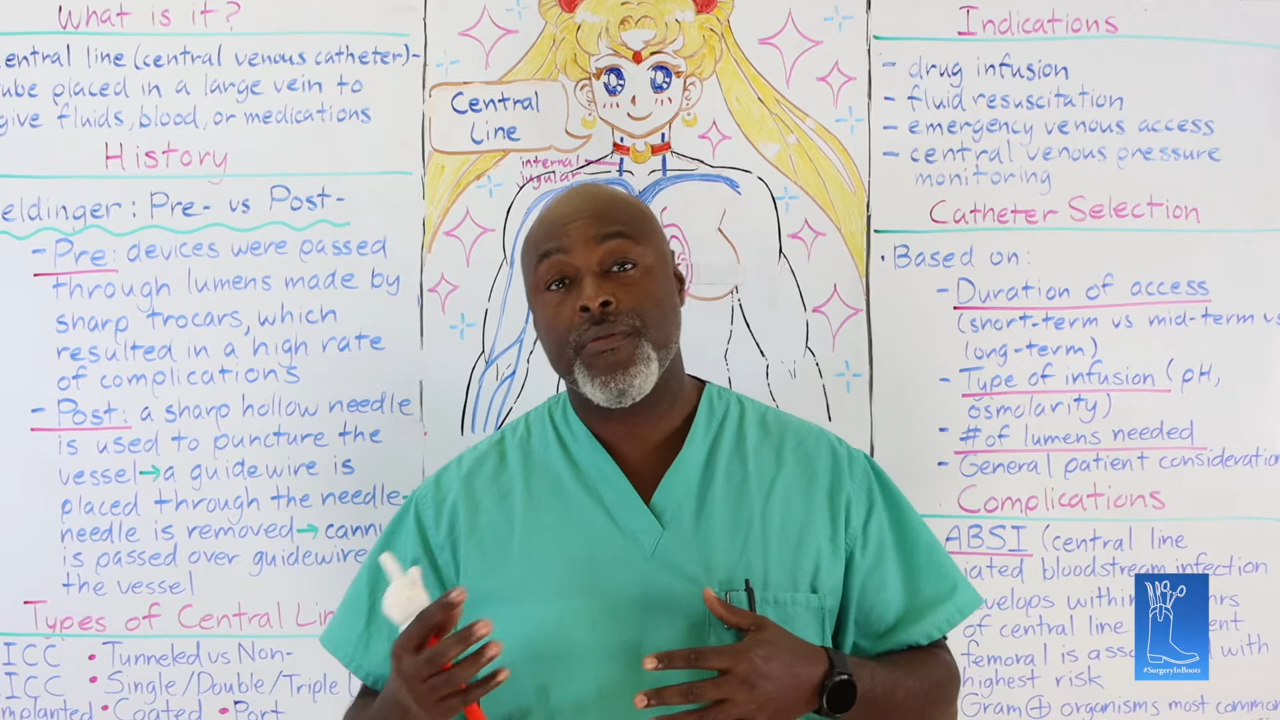 What is it?
entral line (central venous catheter)-
ube placed in a large vein to
give fluids, blood, or medications
History
eldinger: Pre- vs Post-
- Pre: devices were passed
through lumens made by
sharp trocars, which
resulted in a high rate
of complications
- Post: a sharp hollow needle
is used to puncture the
vessel→a guidewire is
placed through the needle-
needle is removed→cannu
is passed over guidewire
the vessel
Types of Central Lin
ICC • Tunneled vs Non-
ICC • Single/Double/Triple
mplanted • Coated • Port
Central
Line
internal
jugular
Indications
- drug infusion
- fluid resuscitation
- emergency venous access
- central venous pressure
monitoring
Catheter Selection
• Based on:
- Duration of access
(short-term vs mid-term vs
long-term)
- Type of infusion (pH,
osmolarity)
- # of lumens needed
- General patient consideration
Complications
ABSI (central line
iated bloodstream infection
velops within hrs
of central line ent
femoral is asso with
highest risk
Gram ⊕ organisms most common
#SurgeryInBoots